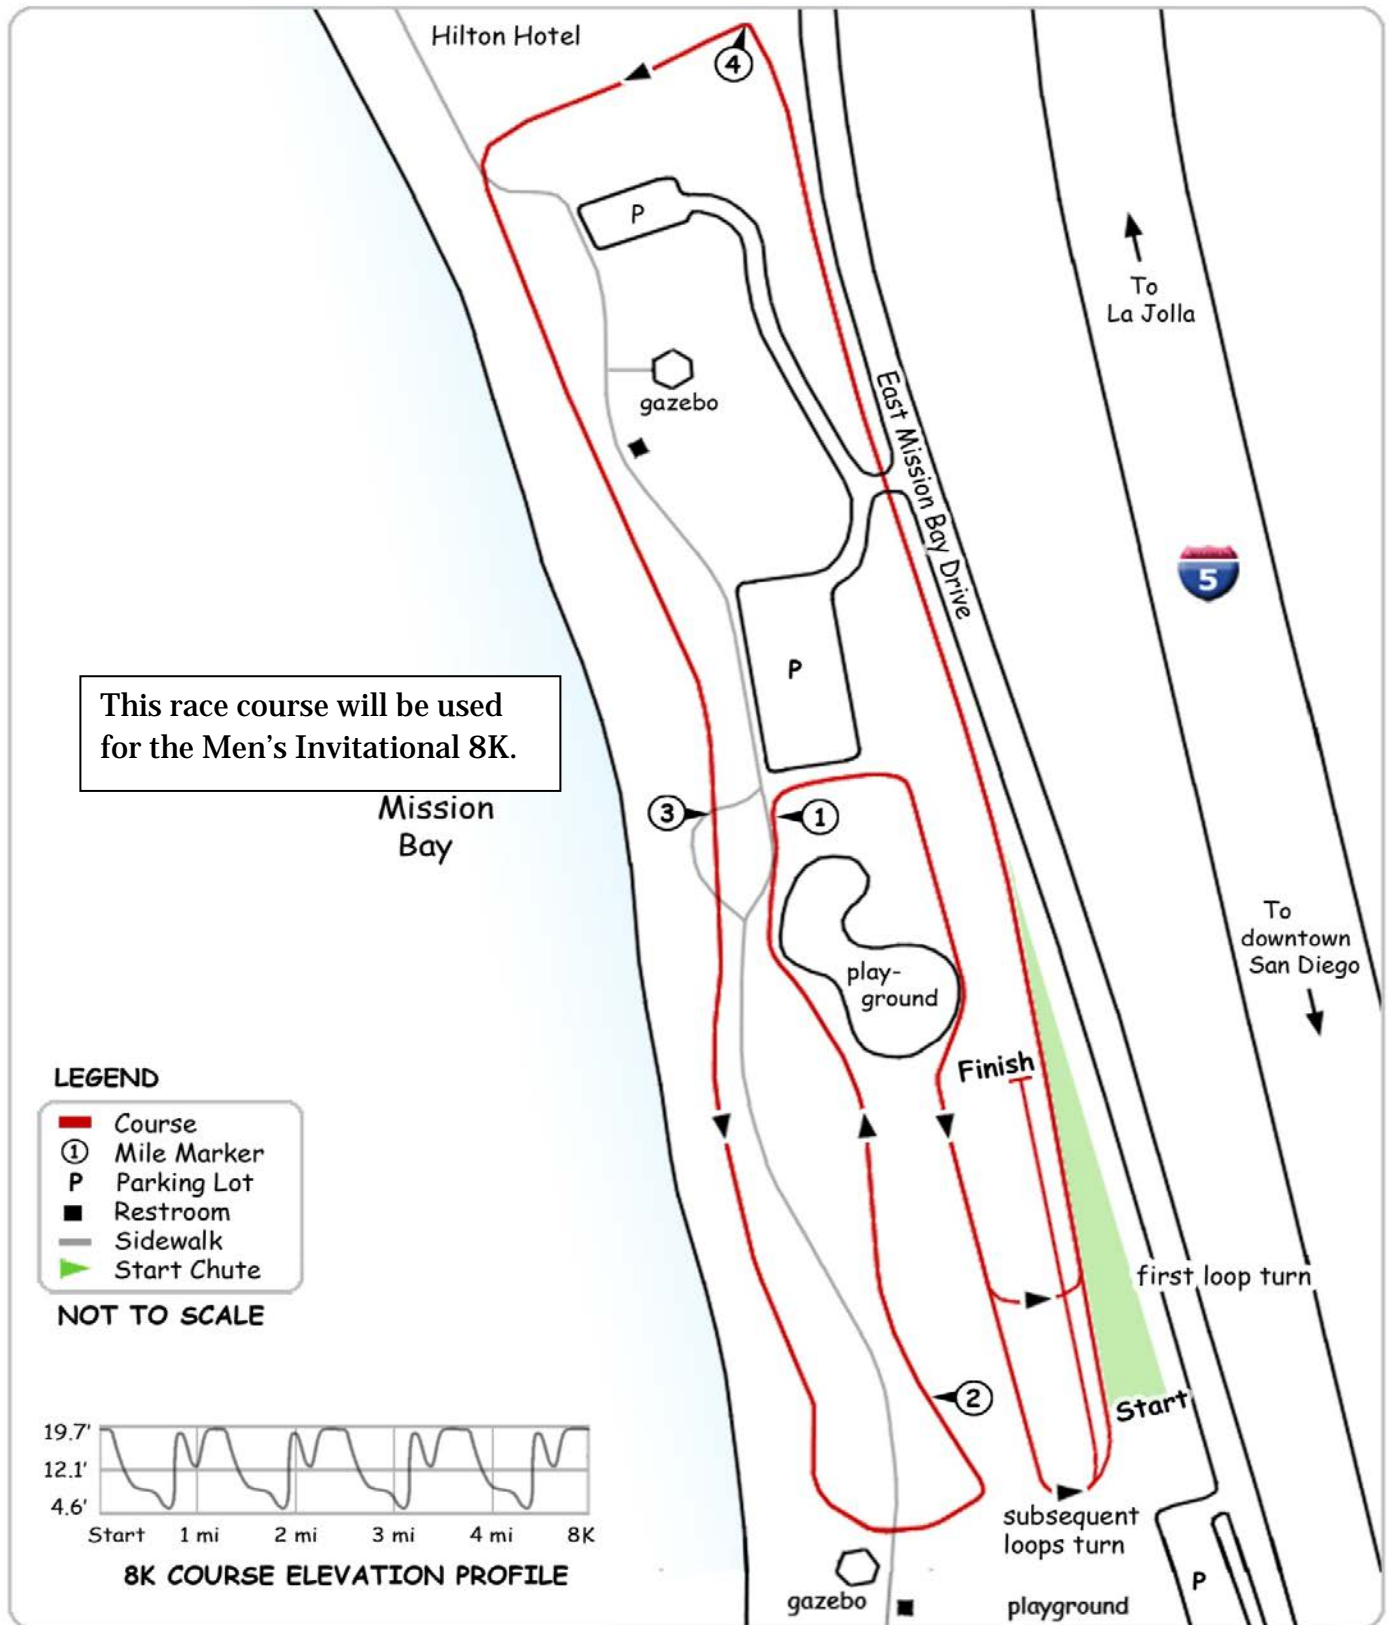 Hilton Hotel
4
P
To
La Jolla
gazebo
East Mission Bay Drive
5
P
This race course will be used
for the Men’s Invitational 8K.
Mission
Bay
3
1
To
downtown
San Diego
play-
ground
Finish
LEGEND
Course
1 Mile Marker
P Parking Lot
Restroom
Sidewalk
Start Chute
NOT TO SCALE
first loop turn
2
Start
19.7'
12.1'
4.6'
Start 1 mi 2 mi 3 mi 4 mi 8K
8K COURSE ELEVATION PROFILE
subsequent
loops turn
P
gazebo
playground